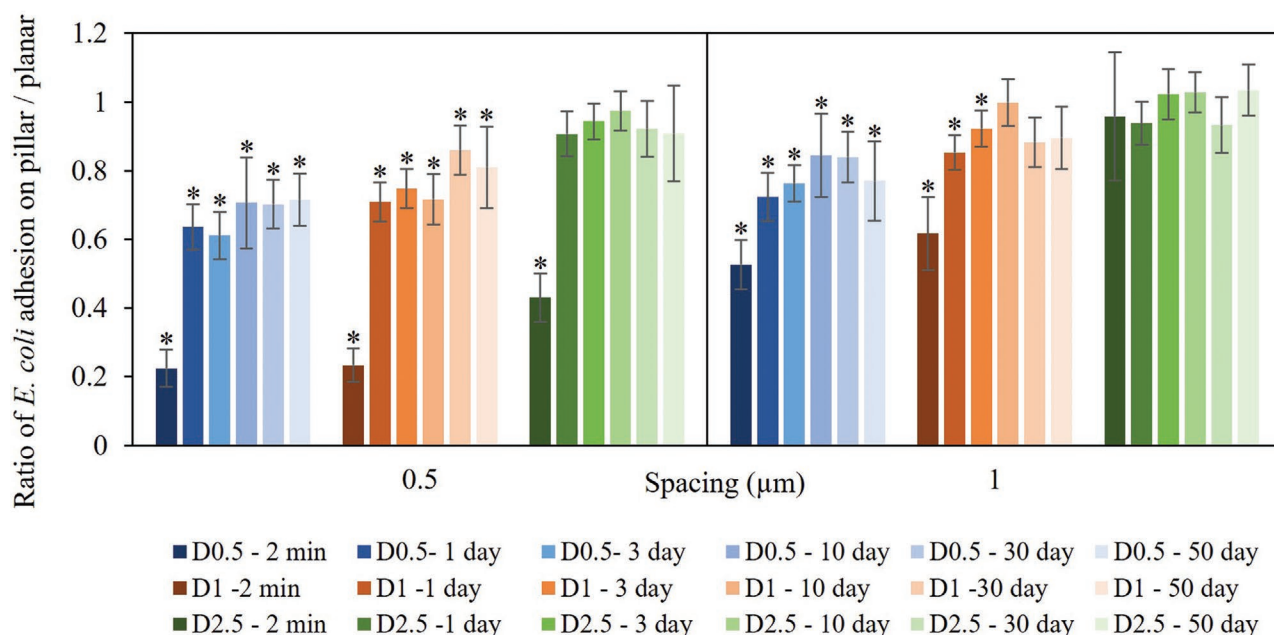 Ratio of E. coli adhesion on pillar / planar
1.2
1
0.8
0.6
0.4
0.2
0
* * * * * *
* * * * * *
*
* * * * * *
* * *
0.5 Spacing (µm) 1
D0.5 - 2 min D0.5- 1 day D0.5 - 3 day D0.5 - 10 day D0.5 - 30 day D0.5 - 50 day
D1 -2 min D1 -1 day D1 - 3 day D1 - 10 day D1 -30 day D1 - 50 day
D2.5 - 2 min D2.5 -1 day D2.5 - 3 day D2.5 - 10 day D2.5 - 30 day D2.5 - 50 day